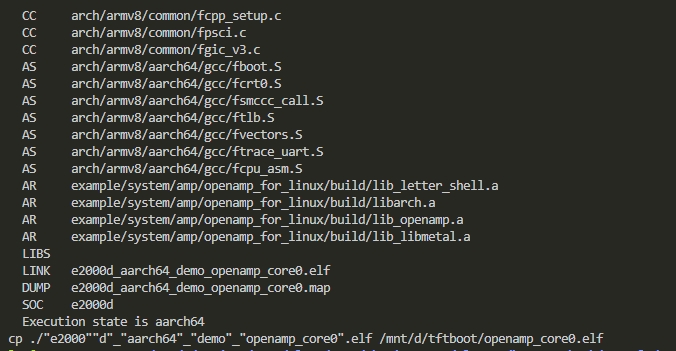 CC arch/armv8/common/fcpp_setup.c
CC arch/armv8/common/fpsci.c
CC arch/armv8/common/fgic_v3.c
AS arch/armv8/aarch64/gcc/fboot.S
AS arch/armv8/aarch64/gcc/fcrt0.S
AS arch/armv8/aarch64/gcc/fsmccc_call.S
AS arch/armv8/aarch64/gcc/ftlb.S
AS arch/armv8/aarch64/gcc/fvectors.S
AS arch/armv8/aarch64/gcc/ftrace_uart.S
AS arch/armv8/aarch64/gcc/fcpu_asm.S
AR example/system/amp/openamp_for_linux/build/lib_letter_shell.a
AR example/system/amp/openamp_for_linux/build/libarch.a
AR example/system/amp/openamp_for_linux/build/lib_openamp.a
AR example/system/amp/openamp_for_linux/build/lib_libmetal.a
LIBS
LINK e2000d_aarch64_demo_openamp_core0.elf
DUMP e2000d_aarch64_demo_openamp_core0.map
SOC e2000d
Execution state is aarch64
cp ./"e2000""d"_"aarch64"_"demo"_"openamp_core0".elf /mnt/d/tftboot/openamp_core0.elf